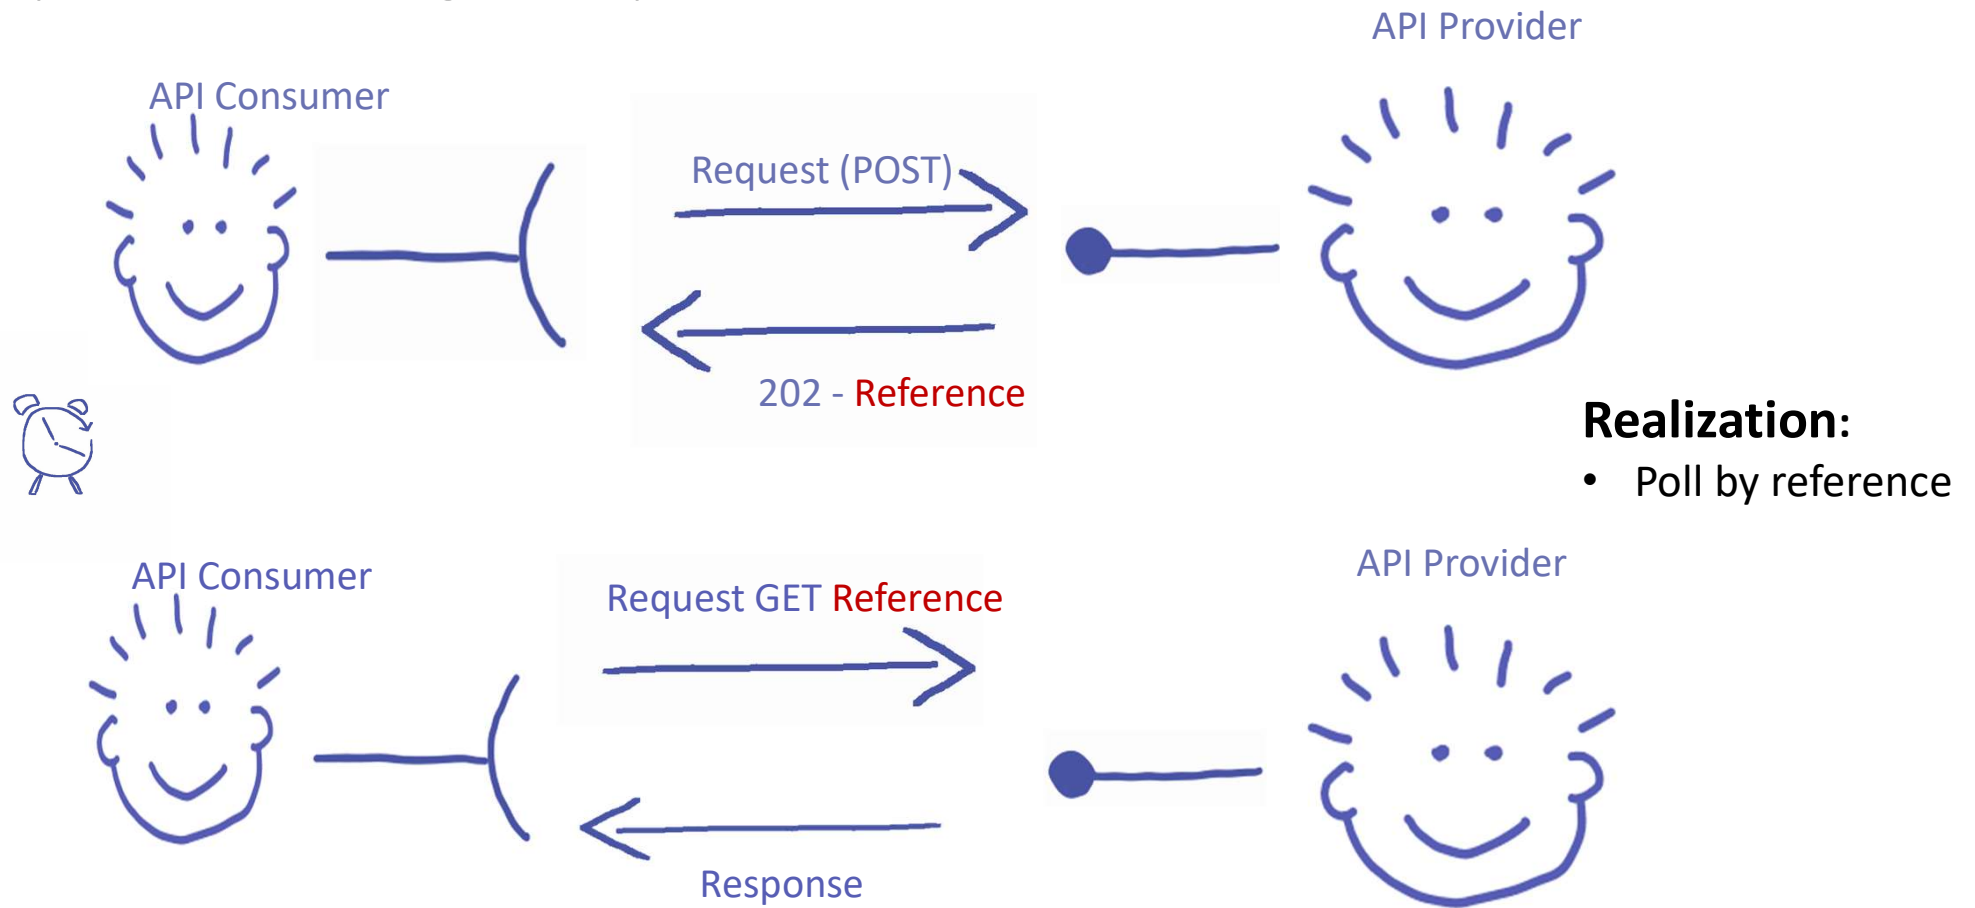 API Provider
API Consumer
Request (POST)
202 - Reference
Realization:
• Poll by reference
API Provider
API Consumer
Request GET Reference
Response